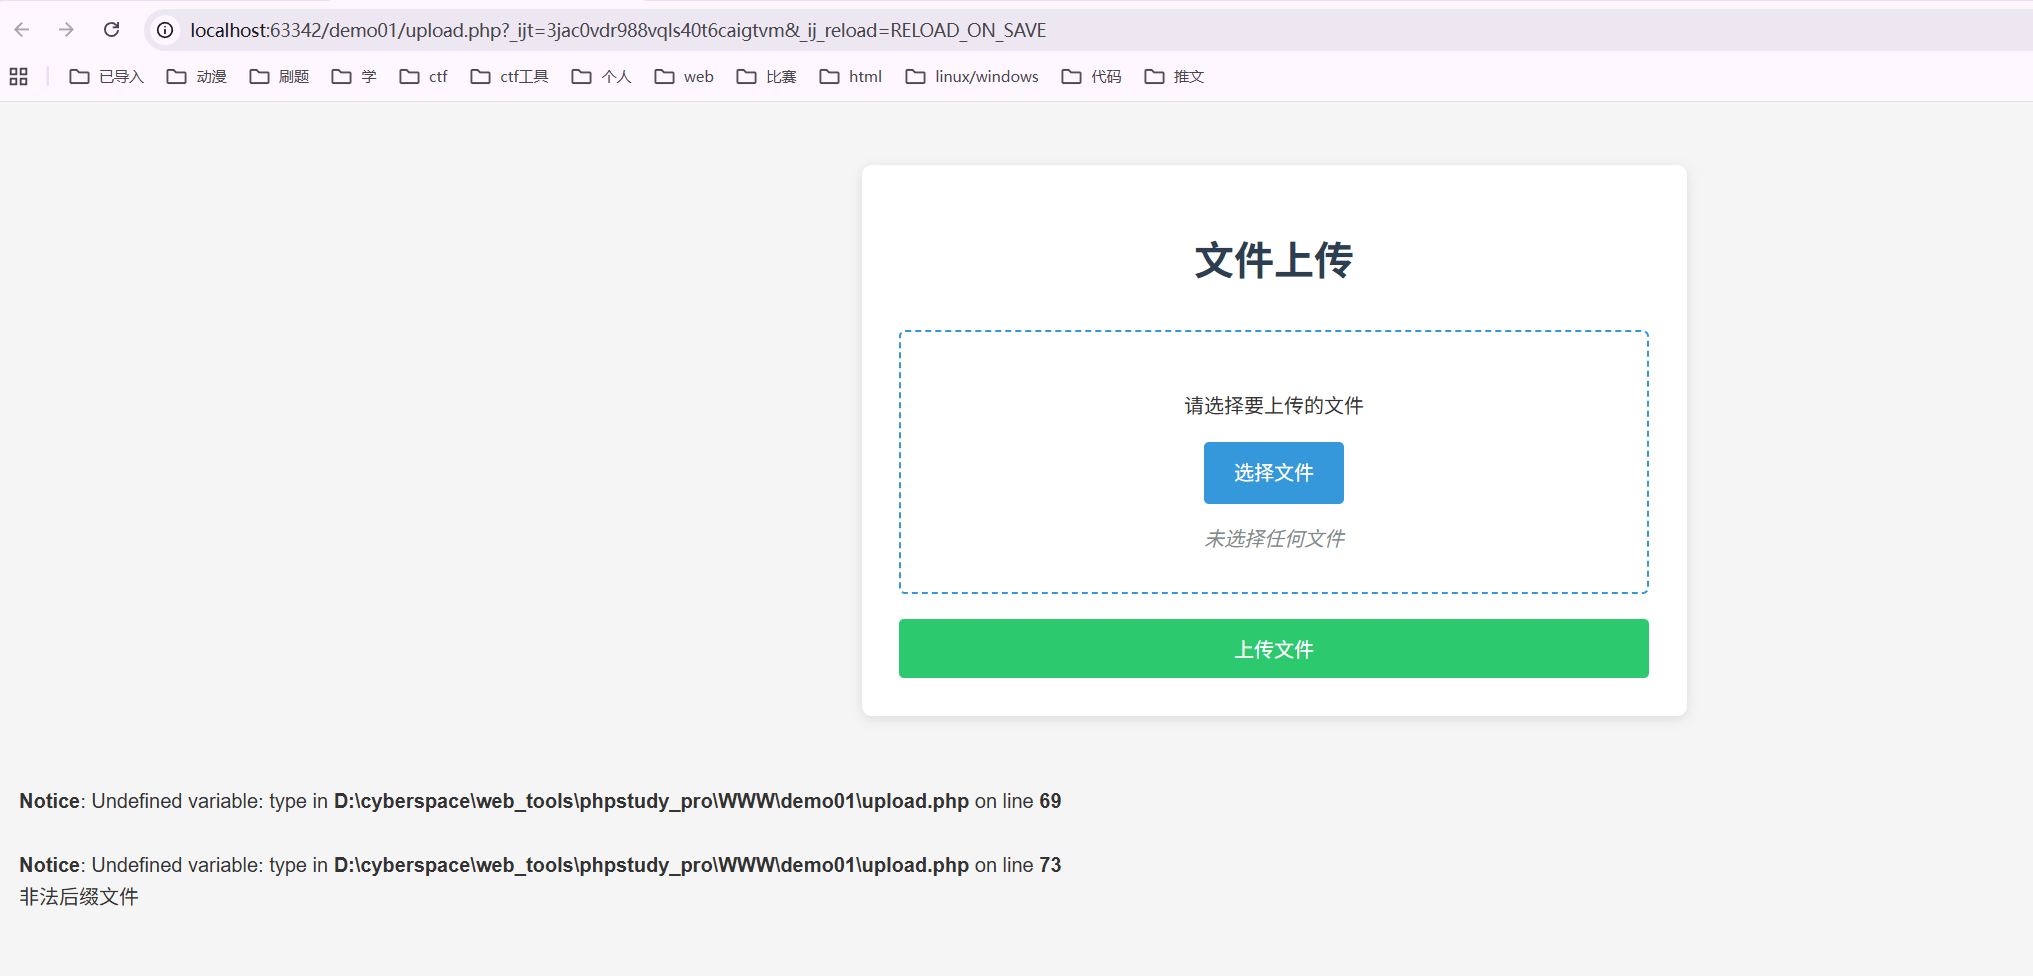 localhost:63342/demo01/upload.php?_ijt=3jac0vdr988vqls40t6caigtvm&_ij_reload=RELOAD_ON_SAVE
已导入 动漫 刷题 学 ctf ctf工具 个人 web 比赛 html linux/windows 代码 推文
文件上传
请选择要上传的文件
选择文件
未选择任何文件
上传文件
Notice: Undefined variable: type in D:\cyberspace\web_tools\phpstudy_pro\WWW\demo01\upload.php on line 69
Notice: Undefined variable: type in D:\cyberspace\web_tools\phpstudy_pro\WWW\demo01\upload.php on line 73
非法后缀文件